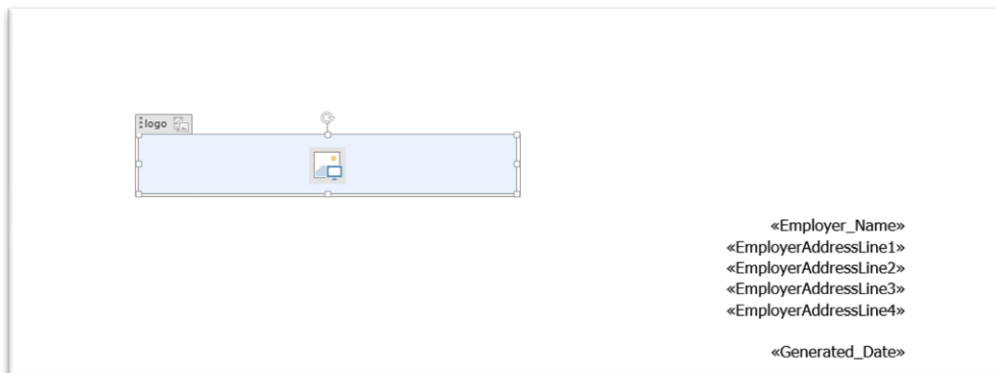 logo
«Employer_Name»
«EmployerAddressLine1»
«EmployerAddressLine2»
«EmployerAddressLine3»
«EmployerAddressLine4»
«Generated_Date»